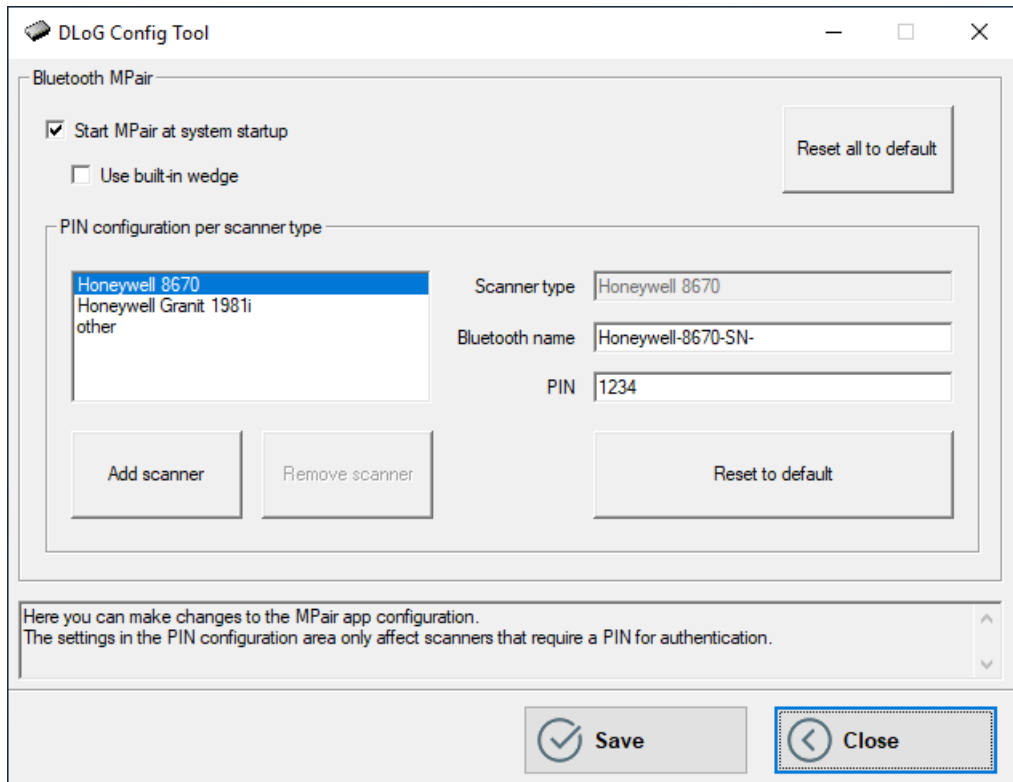 DLoG Config Tool
Bluetooth MPair
Start MPair at system startup
Reset all to default
Use built-in wedge
PIN configuration per scanner type
Honeywell 8670
Honeywell Granit 1981i
other
Scanner type
Honeywell 8670
Bluetooth name
Honeywell-8670-SN-
PIN
1234
Add scanner
Remove scanner
Reset to default
Here you can make changes to the MPair app configuration.
The settings in the PIN configuration area only affect scanners that require a PIN for authentication.
Save
Close